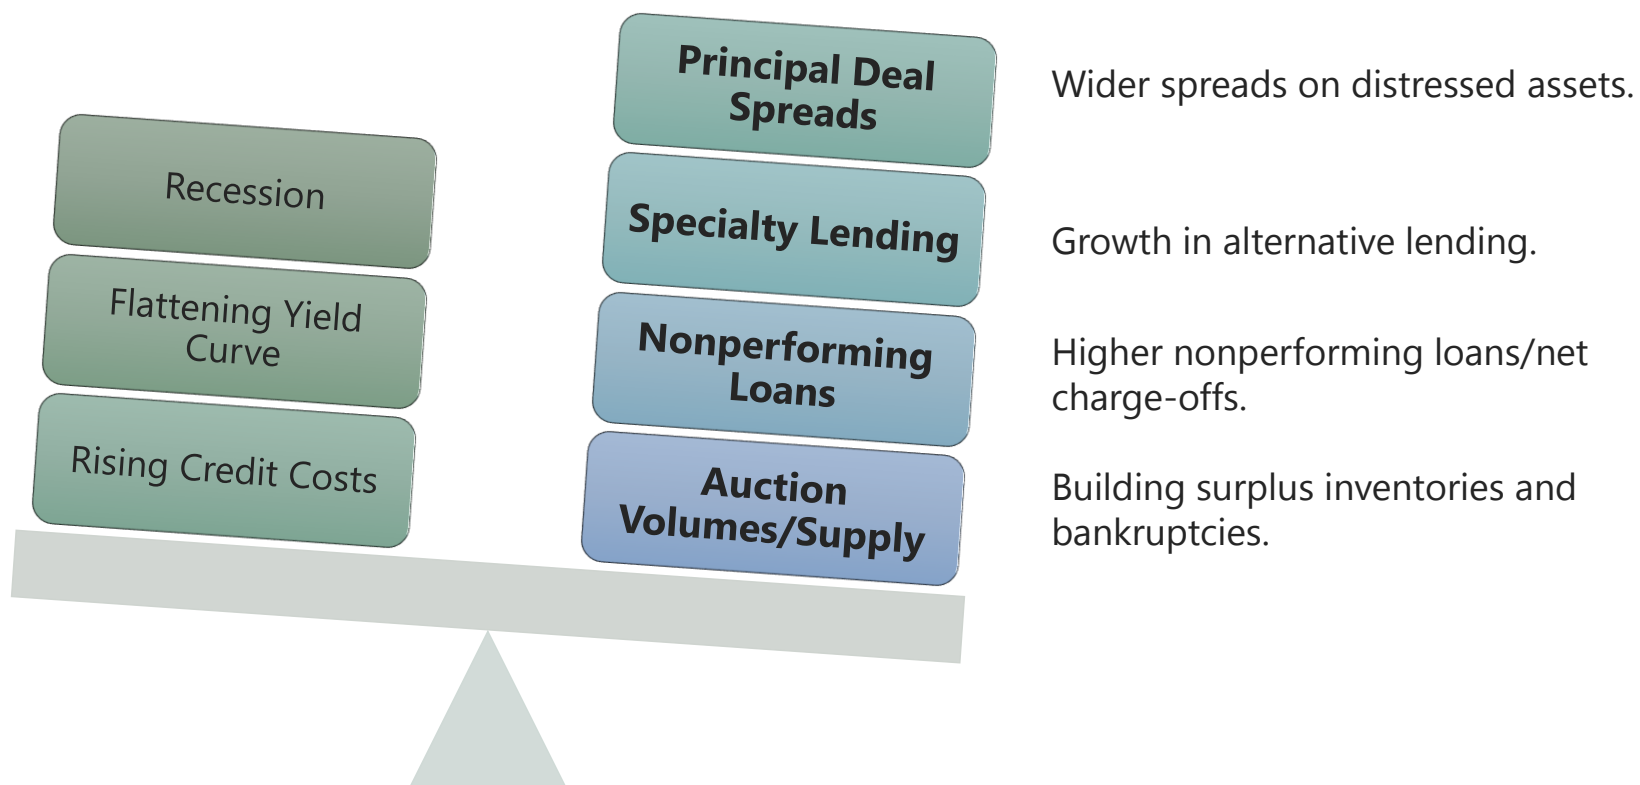 Recession
Flattening Yield
Curve
Rising Credit Costs
Principal Deal
Spreads
Specialty Lending
Nonperforming
Loans
Auction
Volumes/Supply
Wider spreads on distressed assets.
Growth in alternative lending.
Higher nonperforming loans/net
charge-offs.
Building surplus inventories and
bankruptcies.